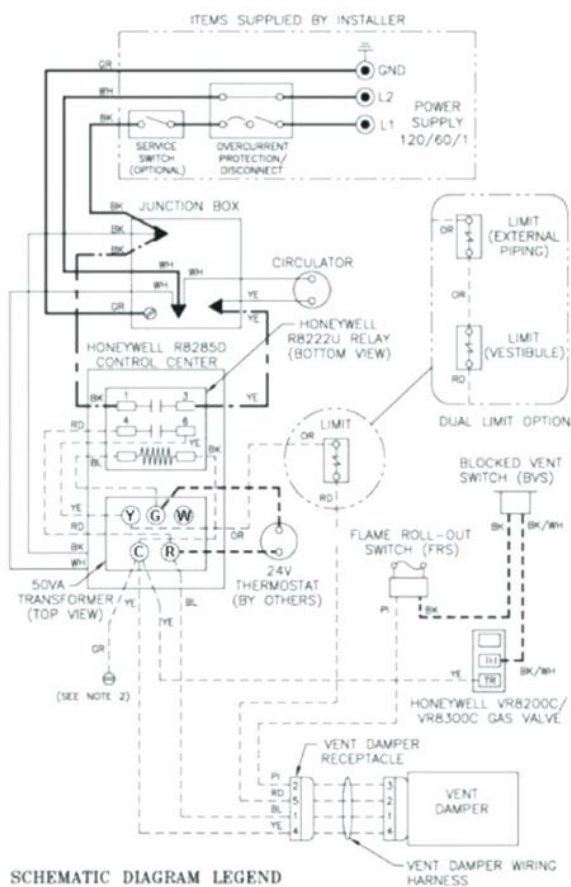 ITEMS SUPPLIED BY INSTALLER
GR
GND
WH
L2
BK
L1
POWER
SUPPLY
120/60/1
SERVICE
SWITCH
(OPTIONAL)
OVERCURRENT
PROTECTION/
DISCONNECT
BK
JUNCTION BOX
BK
BK
WH
WH
CIRCULATOR
YE
YE
GR
OR
LIMIT
(EXTERNAL
PIPING)
OR
LIMIT
(VESTIBULE)
RD
DUAL LIMIT OPTION
HONEYWELL
R8222U RELAY
(BOTTOM VIEW)
HONEYWELL R8285D
CONTROL CENTER
BK
1
3
YE
RD
4
6
YE
BL
BK
OR
LIMIT
RD
YE
Y
G
W
RD
OR
BK
C
R
WH
24V
THERMOSTAT
(BY OTHERS)
50VA
TRANSFORMER
(TOP VIEW)
YE
YE
BL
GR
(SEE NOTE 2)
BLOCKED VENT
SWITCH (BVS)
BK
BK/WH
FLAME ROLL-OUT
SWITCH (FRS)
PI
BK
TH
BK/WH
YE
TR
HONEYWELL VR8200C/
VR8300C GAS VALVE
VENT DAMPER
RECEPTACLE
PI
2
3
RD
5
2
BL
1
1
YE
4
4
VENT
DAMPER
VENT DAMPER WIRING
HARNESS
SCHEMATIC DIAGRAM LEGEND